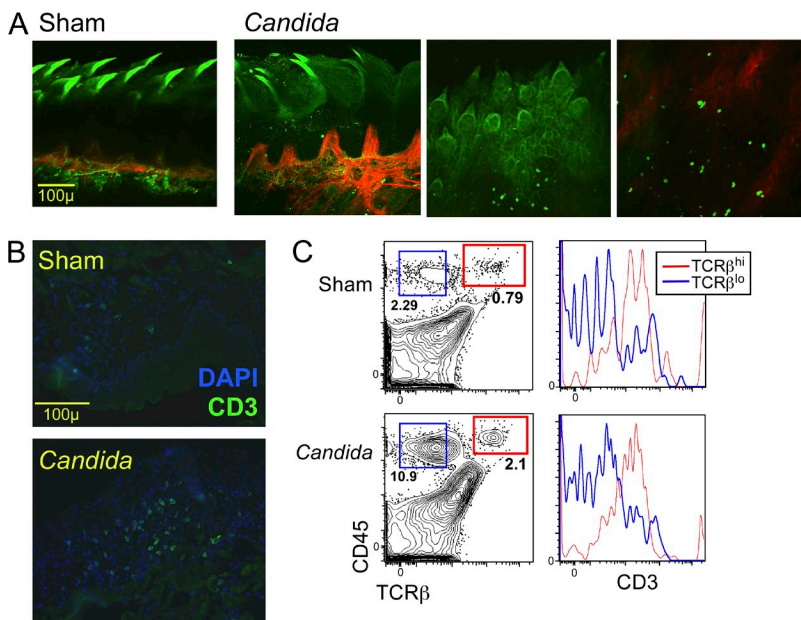 A
Sham
Candida
100µ
B
Sham
DAPI
CD3
100µ
Candida
C
Sham
2.29
0.79
0
0
0
TCRβhi
TCRβlo
Candida
10.9
2.1
0
0
0
CD45
TCRβ
CD3